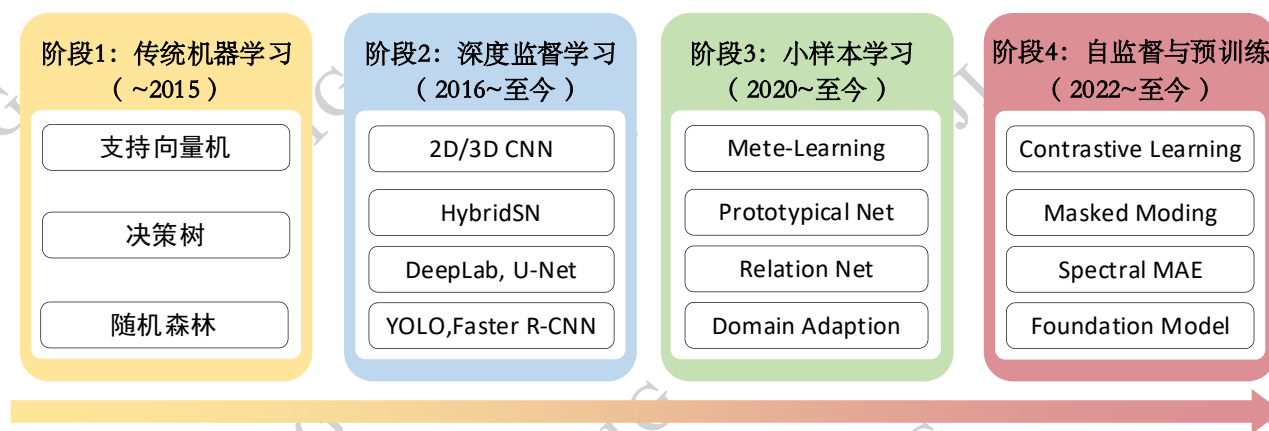 阶段1：传统机器学习
（~2015）
支持向量机
决策树
随机森林
阶段2：深度监督学习
（2016~至今）
2D/3D CNN
HybridSN
DeepLab, U-Net
YOLO,Faster R-CNN
阶段3：小样本学习
（2020~至今）
Mete-Learning
Prototypical Net
Relation Net
Domain Adaption
阶段4：自监督与预训练
（2022~至今）
Contrastive Learning
Masked Moding
Spectral MAE
Foundation Model